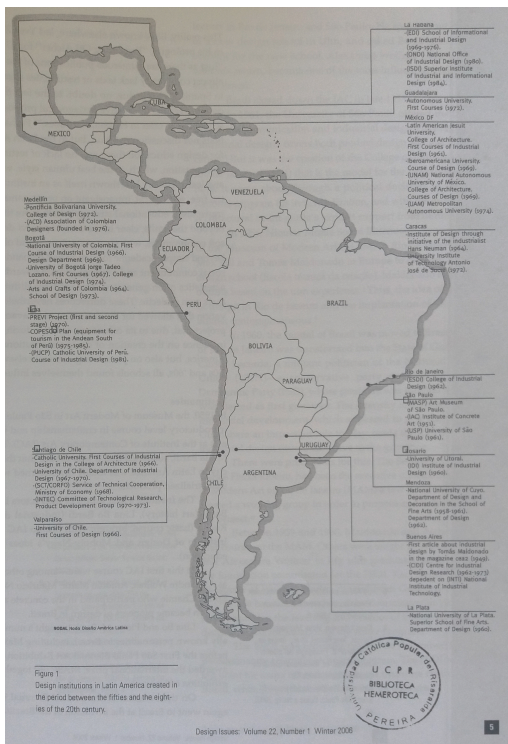 La Habana
-(EDI) School of Informational
and Industrial Design
(1969-1976).
-(ONDI) National Office
of Industrial Design (1980).
-(ISDI) Superior Institute
of Industrial and Informational
Design (1984).
Guadalajara
-Autonomous University.
First Courses (1972).
México DF
-Latin American Jesuit
University.
College of Architecture.
First Courses of Industrial
Design (1961).
-Iberoamericana University.
Course of Design (1969).
-(UNAM) National Autonomous
University of México.
College of Architecture.
Courses of Design (1969).
-(UAM) Metropolitan
Autonomous University (1974).
Caracas
-Institute of Design through
initiative of the industrialist
Hans Neuman (1964).
-University Institute
of Technology Antonio
José de Sucre (1972).
CUBA
MEXICO
VENEZUELA
COLOMBIA
ECUADOR
PERU
BRAZIL
BOLIVIA
PARAGUAY
URUGUAY
ARGENTINA
CHILE
Medellín
-Pontificia Bolivariana University.
College of Design (1972).
-(ACD) Association of Colombian
Designers (founded in 1976).
Bogotá
-National University of Colombia. First
Course of Industrial Design (1966).
Design Department (1969).
-University of Bogotá Jorge Tadeo
Lozano. First Courses (1967). College
of Industrial Design (1974).
-Arts and Crafts of Colombia (1964).
School of Design (1973).
-PREVI Project (first and second
stage) (1970).
-COPESCO Plan (equipment for
tourism in the Andean South
of Perú) (1975-1985).
-(PUCP) Catholic University of Perú.
Course of Industrial Design (1981).
Santiago de Chile
-Catholic University. First Courses of Industrial
Design in the College of Architecture (1966).
-University of Chile. Department of Industrial
Design (1967-1970).
-(SCT/CORFO) Service of Technical Cooperation,
Ministry of Economy (1968).
-(INTEC) Committee of Technological Research,
Product Development Group (1970-1973).
Valparaíso
-University of Chile.
First Courses of Design (1966).
Río de Janeiro
-(ESDI) College of Industrial
Design (1962).
São Paulo
-(MASP) Art Museum
of São Paulo.
-(IAC) Institute of Concrete
Art (1951).
-(USP) University of São
Paulo (1961).
Rosario
-University of Litoral.
(IDI) Institute of Industrial
Design (1960).
Mendoza
National University of Cuyo.
Department of Design and
Decoration in the School of
Fine Arts (1958-1961).
Department of Design
(1962).
Buenos Aires
-First article about industrial
design by Tomás Maldonado
in the magazine cea2 (1949).
-(CIDI) Centre for Industrial
Design Research (1962-1973)
depedent on (INTI) National
Institute of Industrial
Technology.
La Plata
-National University of La Plata.
Superior School of Fine Arts.
Department of Design (1960).
Figure 1
Design institutions in Latin America created in
the period between the fifties and the eight-
ies of the 20th century.
Universidad Católica Popular del Risaralda
U C P R
BIBLIOTECA
HEMEROTECA
PEREIRA
Design Issues: Volume 22, Number 1 Winter 2006
5